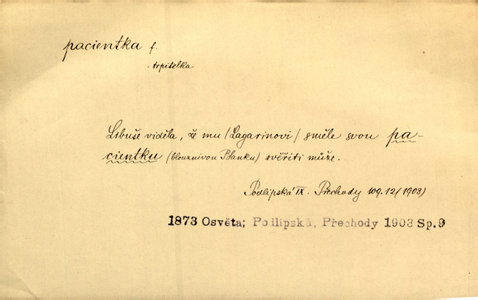 pacientka f.
trpitelka
Libuše viděla, že mu /Lagarinovi/ směle svou pa-
cientku (blouznivou Blanku) svěřiti může.
Podlipská IX. Přechody 109.12/(1903)
1873 Osvěta; Podlipská, Přechody 1903 Sp.9